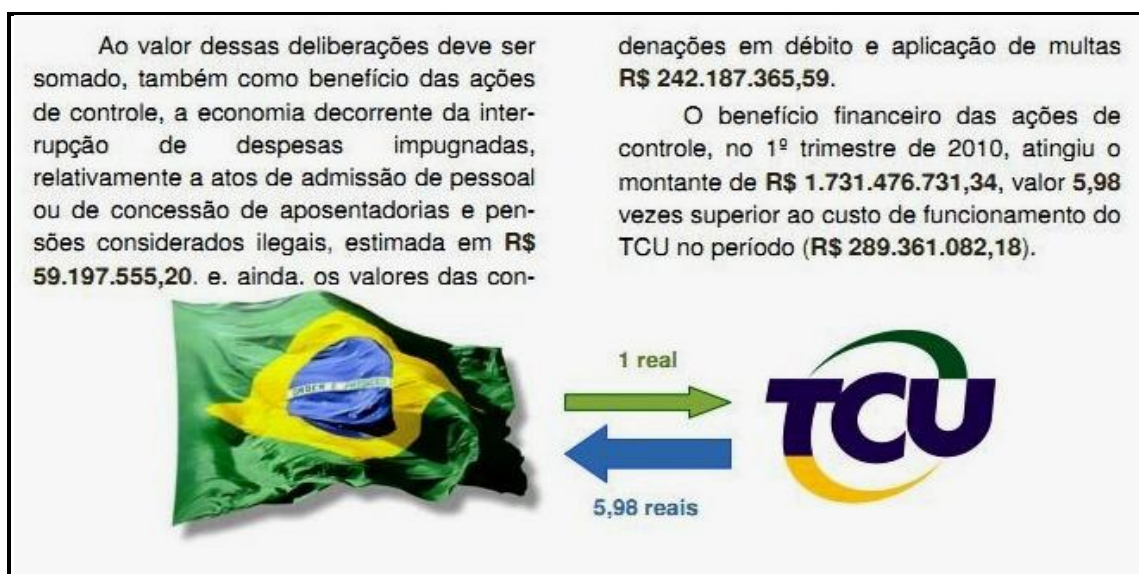 Ao valor dessas deliberações deve ser
somado, também como benefício das ações
de controle, a economia decorrente da inter-
rupção de despesas impugnadas,
relativamente a atos de admissão de pessoal
ou de concessão de aposentadorias e pen-
sões considerados ilegais, estimada em R$
59.197.555,20. e. ainda. os valores das con-
denações em débito e aplicação de multas
R$ 242.187.365,59.
O benefício financeiro das ações de
controle, no 1º trimestre de 2010, atingiu o
montante de R$ 1.731.476.731,34, valor 5,98
vezes superior ao custo de funcionamento do
TCU no período (R$ 289.361.082,18).
ORDEM E PROGRESSO
1 real
5,98 reais
TCU